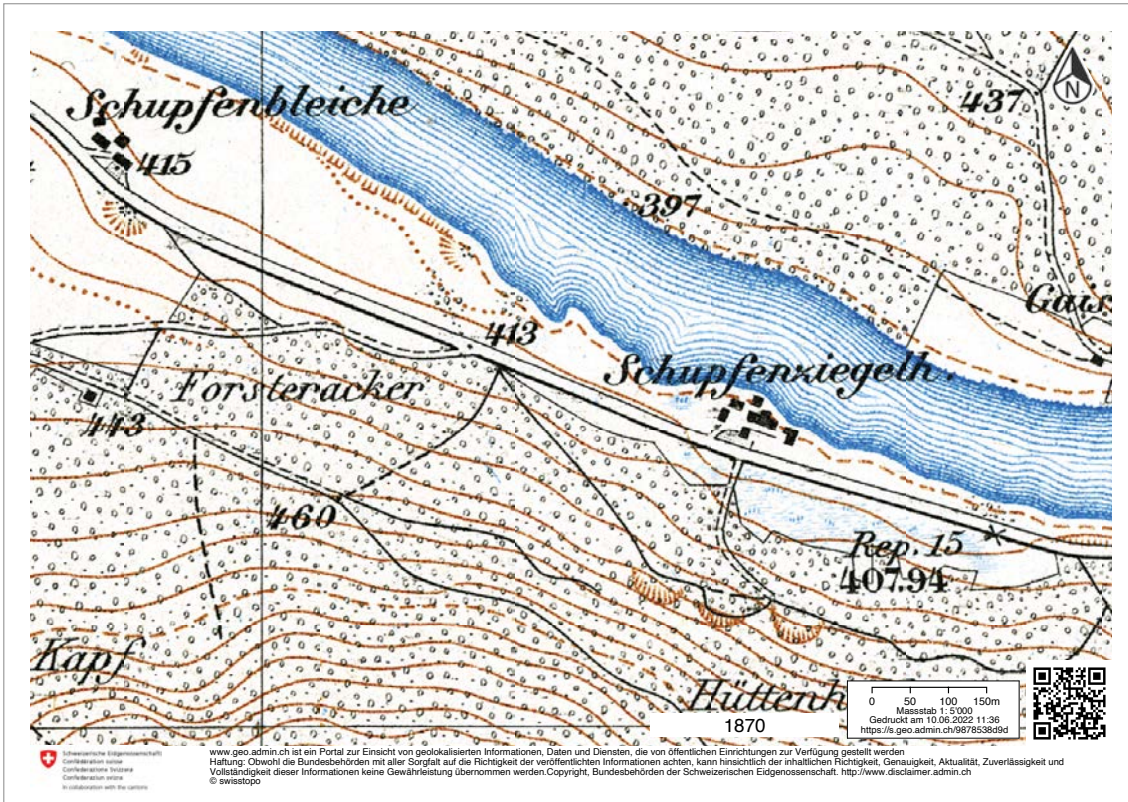 Schupfenbleiche
437
N
415
397
Gais
413
Schupfenziegelh.
Forsteracker
443
460
Rep. 15
407.94
Kapf
Hüttenh
0 50 100 150m
Massstab 1: 5'000
Gedruckt am 10.06.2022 11:36
https://s.geo.admin.ch/9878538d9d
1870
Schweizerische Eidgenossenschaft
Confédération suisse
Confederazione Svizzera
Confederaziun svizra
In collaboration with the cantons
www.geo.admin.ch ist ein Portal zur Einsicht von geolokalisierten Informationen, Daten und Diensten, die von öffentlichen Einrichtungen zur Verfügung gestellt werden
Haftung: Obwohl die Bundesbehörden mit aller Sorgfalt auf die Richtigkeit der veröffentlichten Informationen achten, kann hinsichtlich der inhaltlichen Richtigkeit, Genauigkeit, Aktualität, Zuverlässigkeit und
Vollständigkeit dieser Informationen keine Gewährleistung übernommen werden.Copyright, Bundesbehörden der Schweizerischen Eidgenossenschaft. http://www.disclaimer.admin.ch
© swisstopo